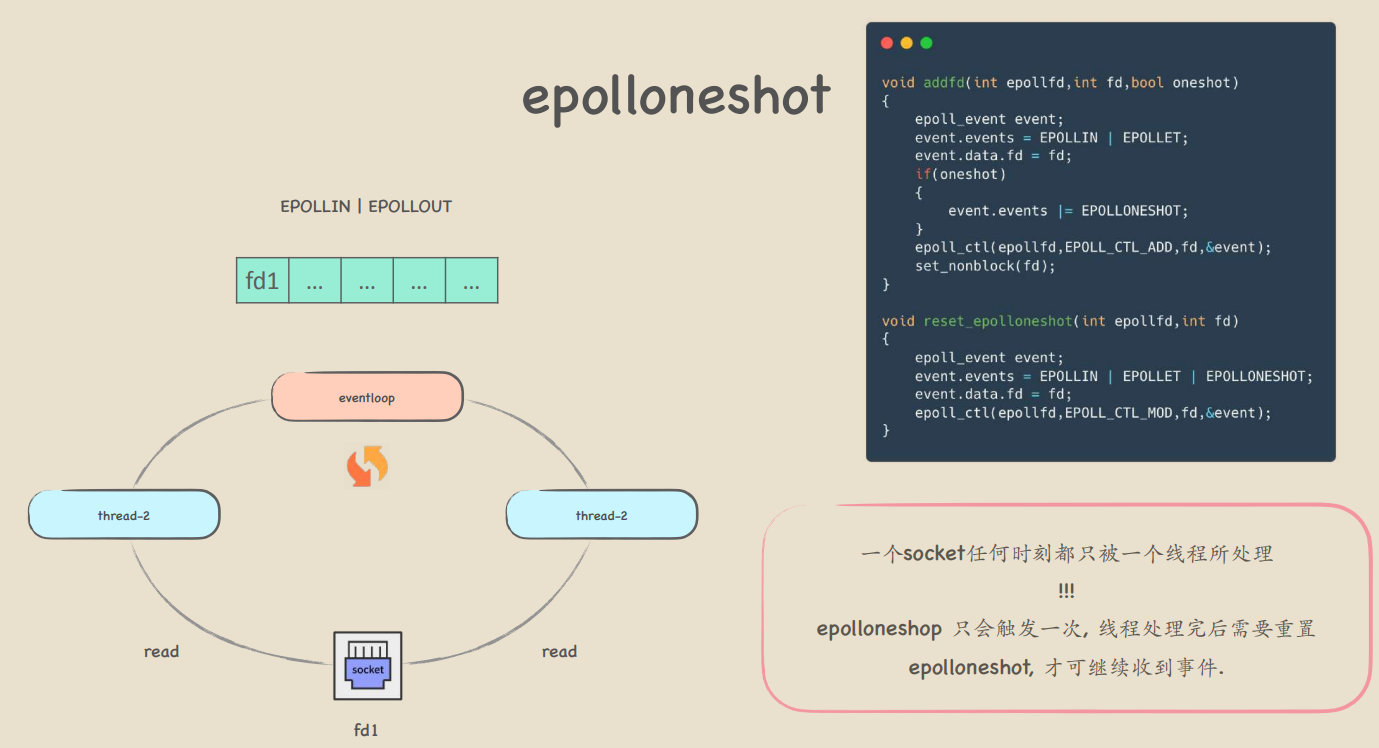 epolloneshot
EPOLLIN | EPOLLOUT
fd1 ... ... ... ...
eventloop
thread-2
thread-2
read
read
socket
fd1
void addfd(int epollfd,int fd,bool oneshot)
{
    epoll_event event;
    event.events = EPOLLIN | EPOLLET;
    event.data.fd = fd;
    if(oneshot)
    {
        event.events |= EPOLLONESHOT;
    }
    epoll_ctl(epollfd,EPOLL_CTL_ADD,fd,&event);
    set_nonblock(fd);
}
void reset_epolloneshot(int epollfd,int fd)
{
    epoll_event event;
    event.events = EPOLLIN | EPOLLET | EPOLLONESHOT;
    event.data.fd = fd;
    epoll_ctl(epollfd,EPOLL_CTL_MOD,fd,&event);
}
一个socket任何时刻都只被一个线程所处理
!!!
epolloneshop 只会触发一次, 线程处理完后需要重置
epolloneshot, 才可继续收到事件.